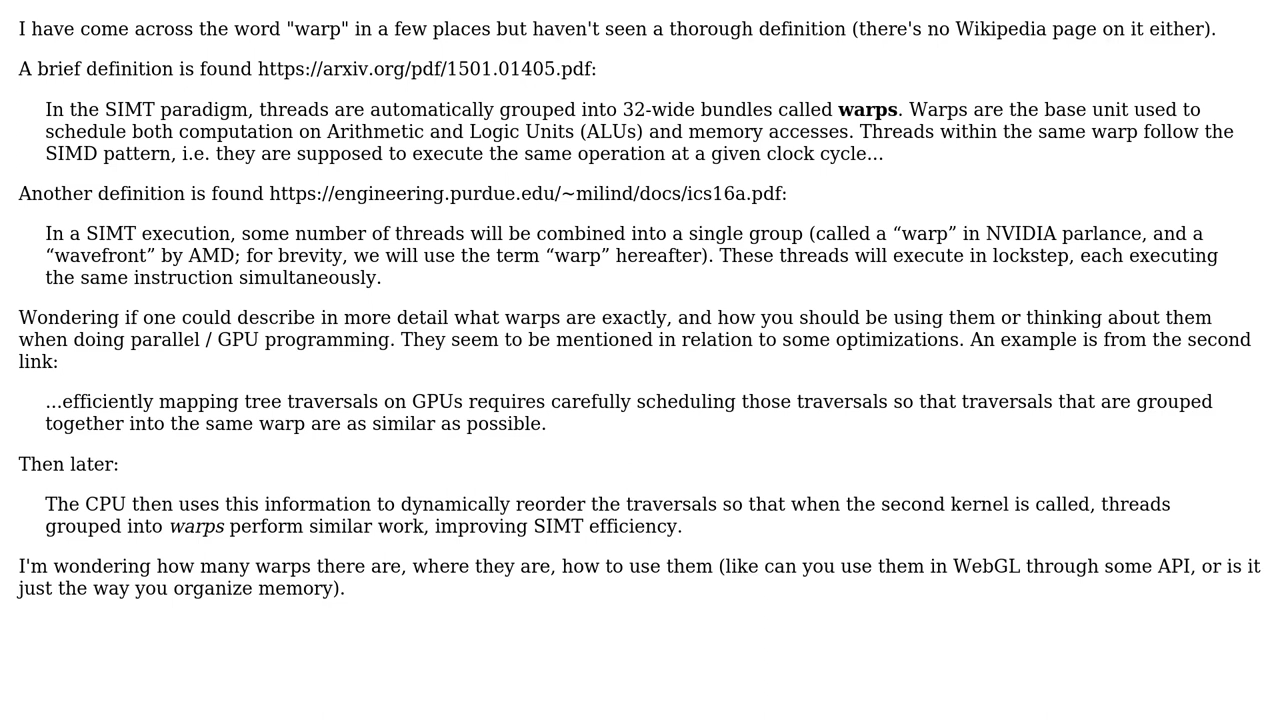 I have come across the word "warp" in a few places but haven't seen a thorough definition (there's no Wikipedia page on it either).
A brief definition is found https://arxiv.org/pdf/1501.01405.pdf:
In the SIMT paradigm, threads are automatically grouped into 32-wide bundles called warps. Warps are the base unit used to
schedule both computation on Arithmetic and Logic Units (ALUs) and memory accesses. Threads within the same warp follow the
SIMD pattern, i.e. they are supposed to execute the same operation at a given clock cycle...
Another definition is found https://engineering.purdue.edu/~milind/docs/ics16a.pdf:
In a SIMT execution, some number of threads will be combined into a single group (called a “warp” in NVIDIA parlance, and a
“wavefront” by AMD; for brevity, we will use the term “warp” hereafter). These threads will execute in lockstep, each executing
the same instruction simultaneously.
Wondering if one could describe in more detail what warps are exactly, and how you should be using them or thinking about them
when doing parallel / GPU programming. They seem to be mentioned in relation to some optimizations. An example is from the second
link:
...efficiently mapping tree traversals on GPUs requires carefully scheduling those traversals so that traversals that are grouped
together into the same warp are as similar as possible.
Then later:
The CPU then uses this information to dynamically reorder the traversals so that when the second kernel is called, threads
grouped into warps perform similar work, improving SIMT efficiency.
I'm wondering how many warps there are, where they are, how to use them (like can you use them in WebGL through some API, or is it
just the way you organize memory).